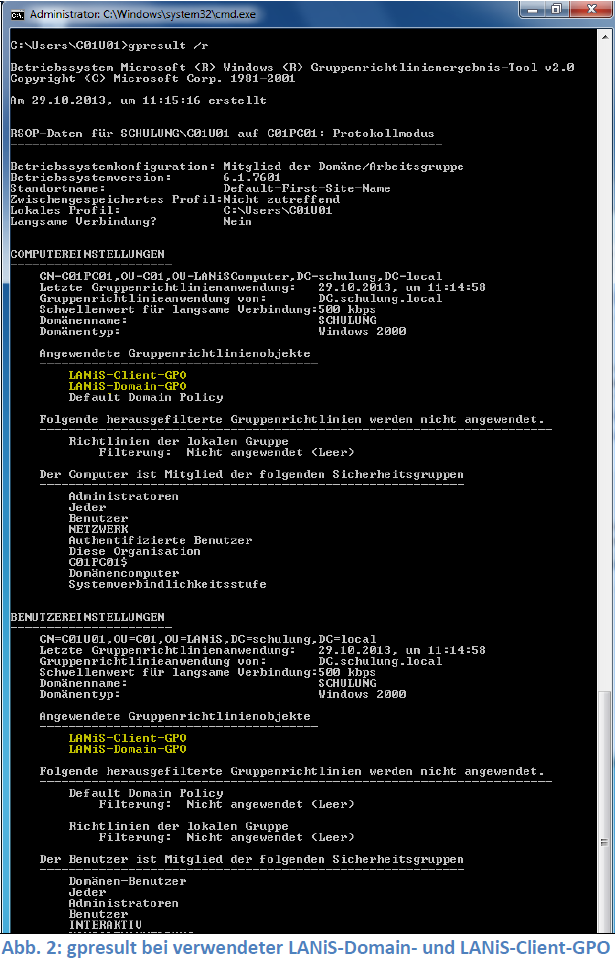 Administrator: C:\Windows\system32\cmd.exe
C:\Users\C01U01>gpresult /r
Betriebssystem Microsoft (R) Windows (R) Gruppenrichtlinienergebnis-Tool v2.0
Copyright (C) Microsoft Corp. 1981-2001
Am 29.10.2013, um 11:15:16 erstellt
RSOP-Daten für SCHULUNG\C01U01 auf C01PC01: Protokollmodus
Betriebssystemkonfiguration: Mitglied der Domäne/Arbeitsgruppe
Betriebssystemversion: 6.1.7601
Standortname: Default-First-Site-Name
Zwischengespeichertes Profil:Nicht zutreffend
Lokales Profil: C:\Users\C01U01
Langsame Verbindung? Nein
COMPUTEREINSTELLUNGEN
CN=C01PC01,OU=C01,OU=LANiSComputer,DC=schulung,DC=local
Letzte Gruppenrichtlinienanwendung: 29.10.2013, um 11:14:58
Gruppenrichtlinieanwendung von: DC.schulung.local
Schwellenwert für langsame Verbindung:500 kbps
Domänenname: SCHULUNG
Domänentyp: Windows 2000
Angewendete Gruppenrichtlinienobjekte
LANiS-Client-GPO
LANiS-Domain-GPO
Default Domain Policy
Folgende herausgefilterte Gruppenrichtlinien werden nicht angewendet.
Richtlinien der lokalen Gruppe
Filterung: Nicht angewendet (Leer)
Der Computer ist Mitglied der folgenden Sicherheitsgruppen
Administratoren
Jeder
Benutzer
NETZWERK
Authentifizierte Benutzer
Diese Organisation
C01PC01$
Domänencomputer
Systemverbindlichkeitsstufe
BENUTZEREINSTELLUNGEN
CN=C01U01,OU=C01,OU=LANiS,DC=schulung,DC=local
Letzte Gruppenrichtlinienanwendung: 29.10.2013, um 11:14:58
Gruppenrichtlinieanwendung von: DC.schulung.local
Schwellenwert für langsame Verbindung:500 kbps
Domänenname: SCHULUNG
Domänentyp: Windows 2000
Angewendete Gruppenrichtlinienobjekte
LANiS-Client-GPO
LANiS-Domain-GPO
Folgende herausgefilterte Gruppenrichtlinien werden nicht angewendet.
Default Domain Policy
Filterung: Nicht angewendet (Leer)
Richtlinien der lokalen Gruppe
Filterung: Nicht angewendet (Leer)
Der Benutzer ist Mitglied der folgenden Sicherheitsgruppen
Domänen-Benutzer
Jeder
Administratoren
Benutzer
INTERAKTIV
Abb. 2: gpresult bei verwendeter LANiS-Domain- und LANiS-Client-GPO